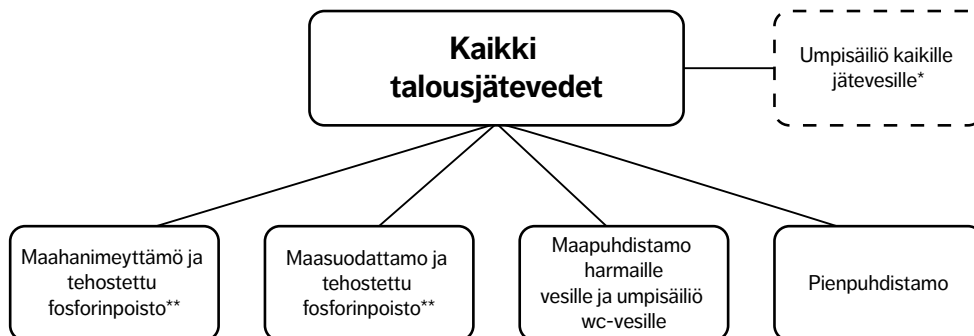 Kaikki
talousjätevedet
Umpisäiliö kaikille
jätevesille*
Maahanimeyttämö ja
tehostettu
fosforinpoisto**
Maasuodattamo ja
tehostettu
fosforinpoisto**
Maapuhdistamo
harmaille
vesille ja umpisäiliö
wc-vesille
Pienpuhdistamo